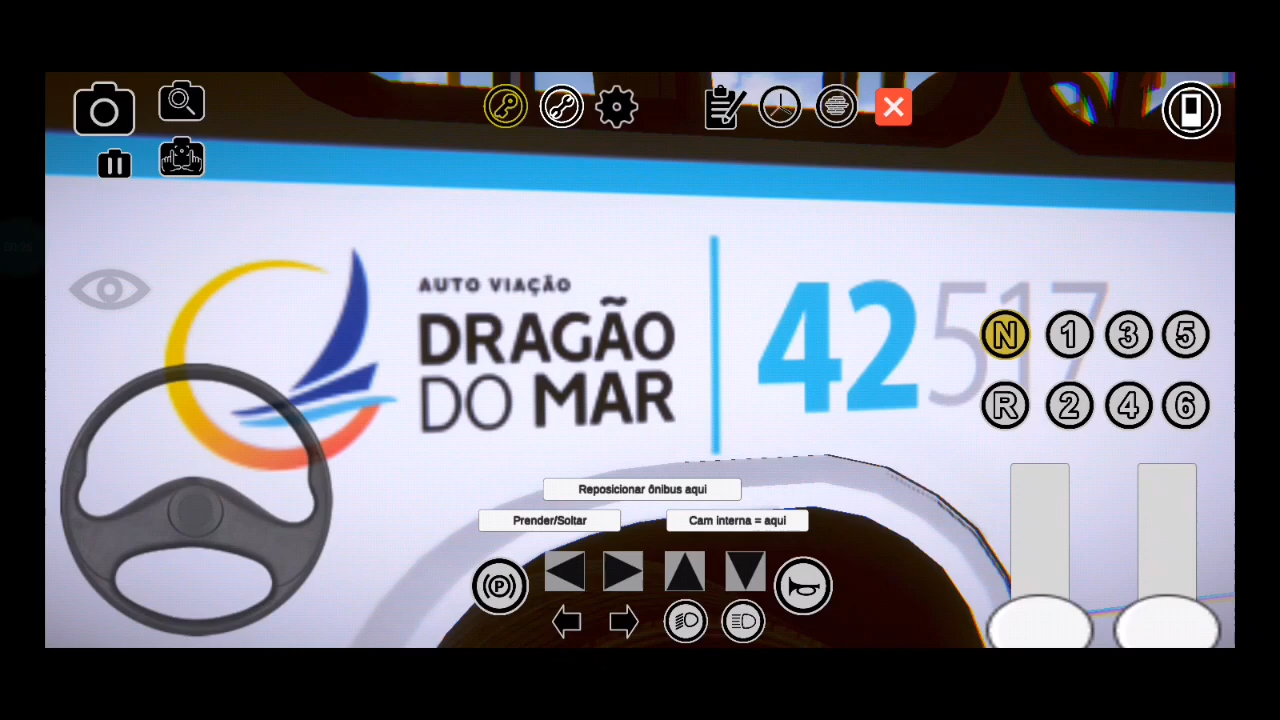 AUTO VIAÇÃO
DRAGÃO
DO MAR
42517
N 1 3 5
R 2 4 6
Reposicionar ônibus aqui
Prender/Soltar
Cam interna = aqui
P